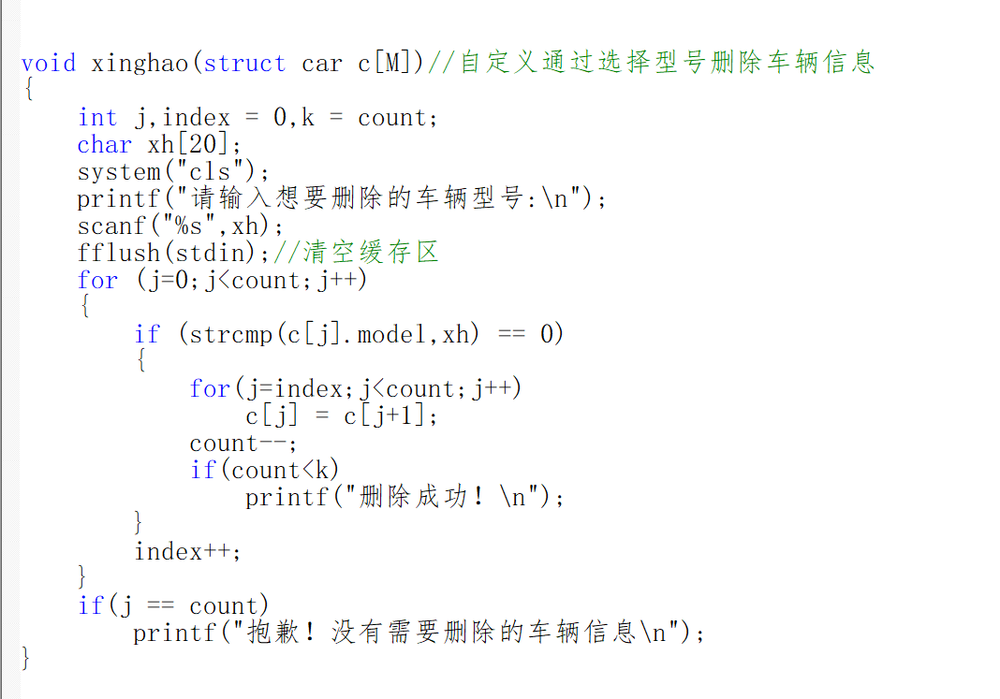 void xinghao(struct car c[M])//自定义通过选择型号删除车辆信息
{
    int j,index = 0,k = count;
    char xh[20];
    system("cls");
    printf("请输入想要删除的车辆型号:\n");
    scanf("%s",xh);
    fflush(stdin);//清空缓存区
    for (j=0;j<count;j++)
    {
        if (strcmp(c[j].model,xh) == 0)
        {
            for(j=index;j<count;j++)
                c[j] = c[j+1];
            count--;
            if(count<k)
                printf("删除成功！\n");
        }
        index++;
    }
    if(j == count)
        printf("抱歉！没有需要删除的车辆信息\n");
}